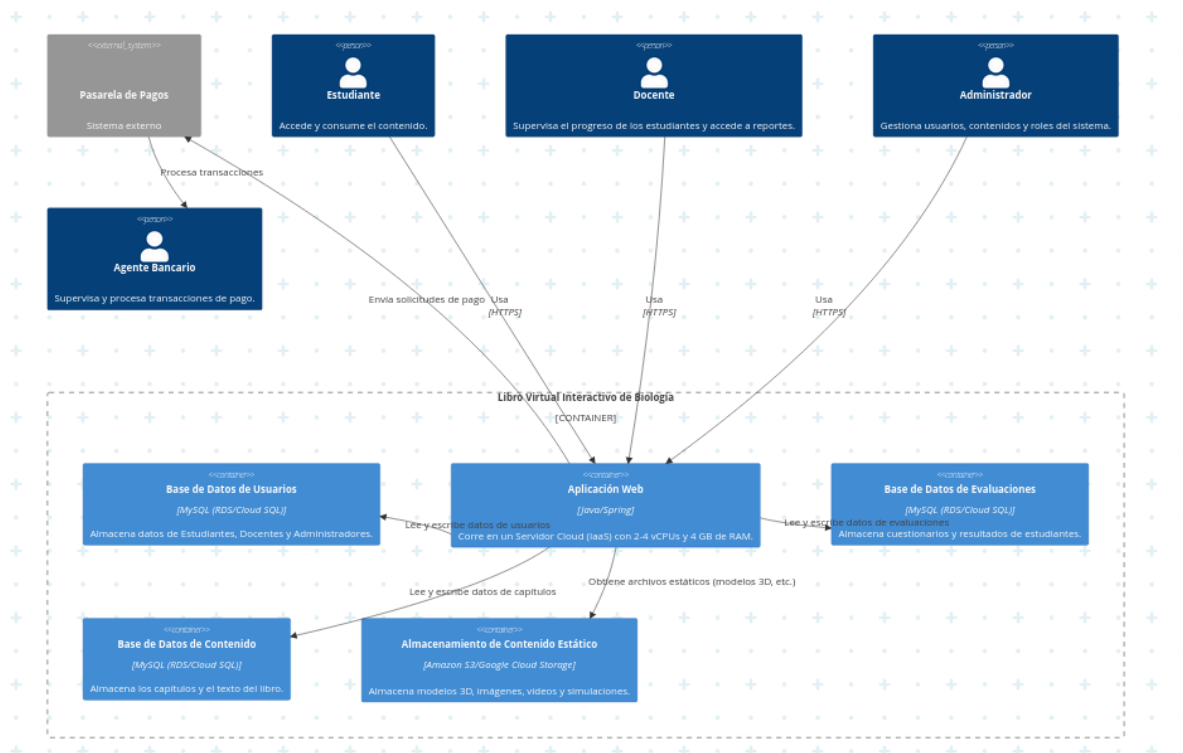 <<external_system>>
Pasarela de Pagos
Sistema externo
<<person>>
Estudiante
Accede y consume el contenido.
<<person>>
Docente
Supervisa el progreso de los estudiantes y accede a reportes.
<<person>>
Administrador
Gestiona usuarios, contenidos y roles del sistema.
Procesa transacciones
<<person>>
Agente Bancario
Supervisa y procesa transacciones de pago.
Envía solicitudes de pago
Usa
[HTTPS]
Usa
[HTTPS]
Usa
[HTTPS]
Libro Virtual Interactivo de Biología
[CONTAINER]
<<container>>
Base de Datos de Usuarios
[MySQL (RDS/Cloud SQL)]
Almacena datos de Estudiantes, Docentes y Administradores.
<<container>>
Aplicación Web
[Java/Spring]
Corre en un Servidor Cloud (IaaS) con 2-4 vCPUs y 4 GB de RAM.
<<container>>
Base de Datos de Evaluaciones
[MySQL (RDS/Cloud SQL)]
Almacena cuestionarios y resultados de estudiantes.
Lee y escribe datos de usuarios
Lee y escribe datos de evaluaciones
Lee y escribe datos de capítulos
Obtiene archivos estáticos (modelos 3D, etc.)
<<container>>
Base de Datos de Contenido
[MySQL (RDS/Cloud SQL)]
Almacena los capítulos y el texto del libro.
<<container>>
Almacenamiento de Contenido Estático
[Amazon S3/Google Cloud Storage]
Almacena modelos 3D, imágenes, videos y simulaciones.